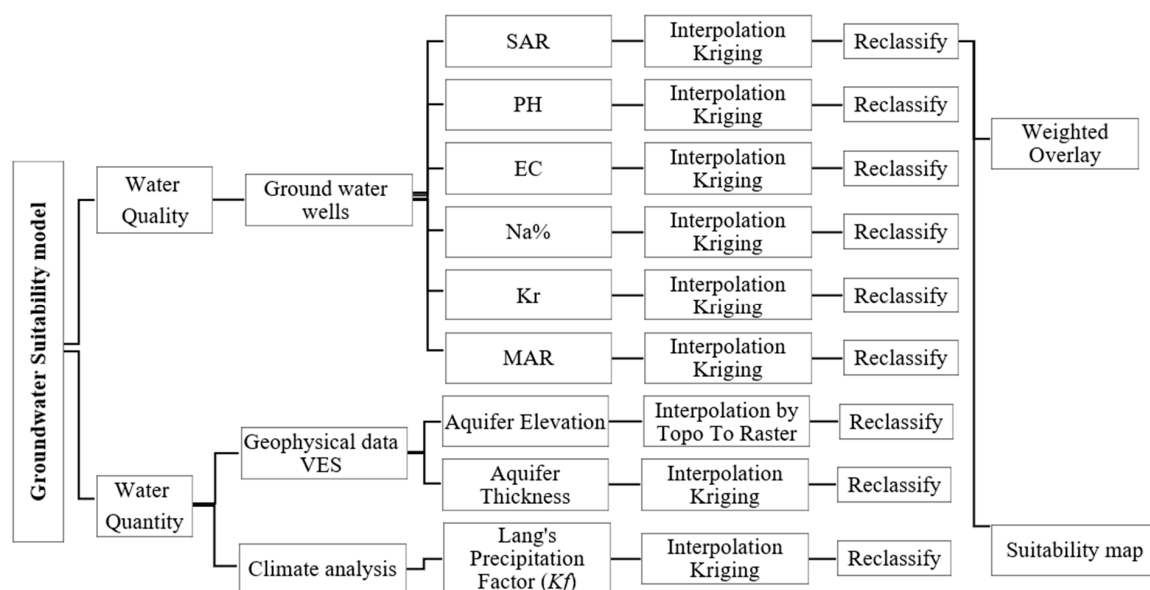 Groundwater Suitability model
Water
Quality
Ground water
wells
SAR
Interpolation
Kriging
Reclassify
PH
Interpolation
Kriging
Reclassify
EC
Interpolation
Kriging
Reclassify
Na%
Interpolation
Kriging
Reclassify
Kr
Interpolation
Kriging
Reclassify
MAR
Interpolation
Kriging
Reclassify
Water
Quantity
Geophysical data
VES
Aquifer Elevation
Interpolation by
Topo To Raster
Reclassify
Aquifer
Thickness
Interpolation
Kriging
Reclassify
Climate analysis
Lang's
Precipitation
Factor (Kf)
Interpolation
Kriging
Reclassify
Weighted
Overlay
Suitability map